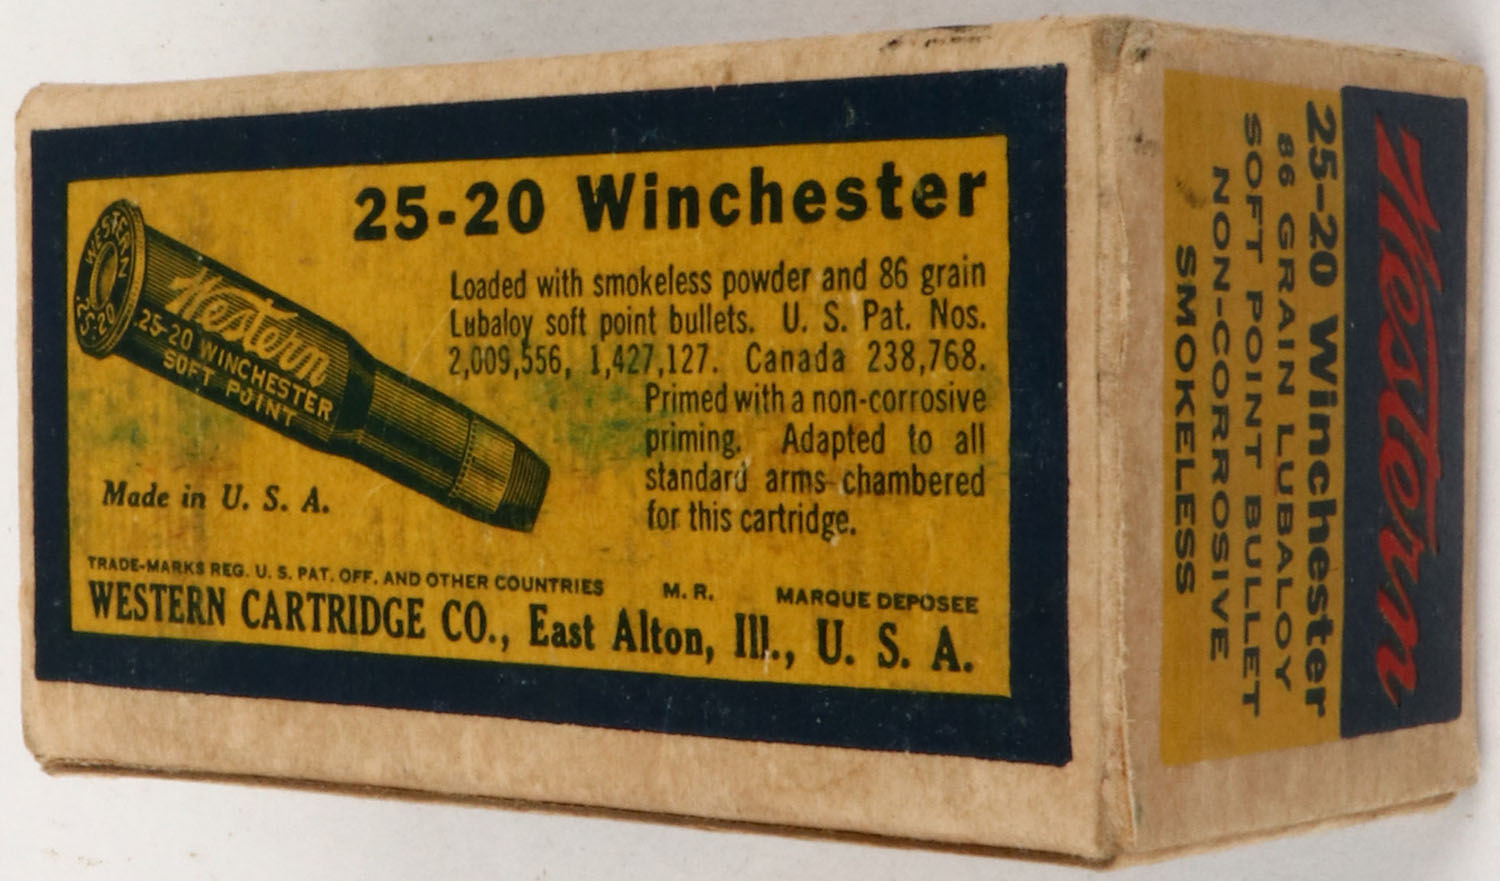 25-20 Winchester
Loaded with smokeless powder and 86 grain
Lubaloy soft point bullets. U. S. Pat. Nos.
2,009,556, 1,427,127. Canada 238,768.
Primed with a non-corrosive
priming. Adapted to all
standard arms chambered
for this cartridge.
WESTERN
25-20
Western
.25-20 WINCHESTER
SOFT POINT
Made in U. S. A.
TRADE-MARKS REG. U. S. PAT. OFF. AND OTHER COUNTRIES M. R. MARQUE DEPOSEE
WESTERN CARTRIDGE CO., East Alton, Ill., U. S. A.
Western
25-20 Winchester
86 GRAIN LUBALOY
SOFT POINT BULLET
NON-CORROSIVE
SMOKELESS